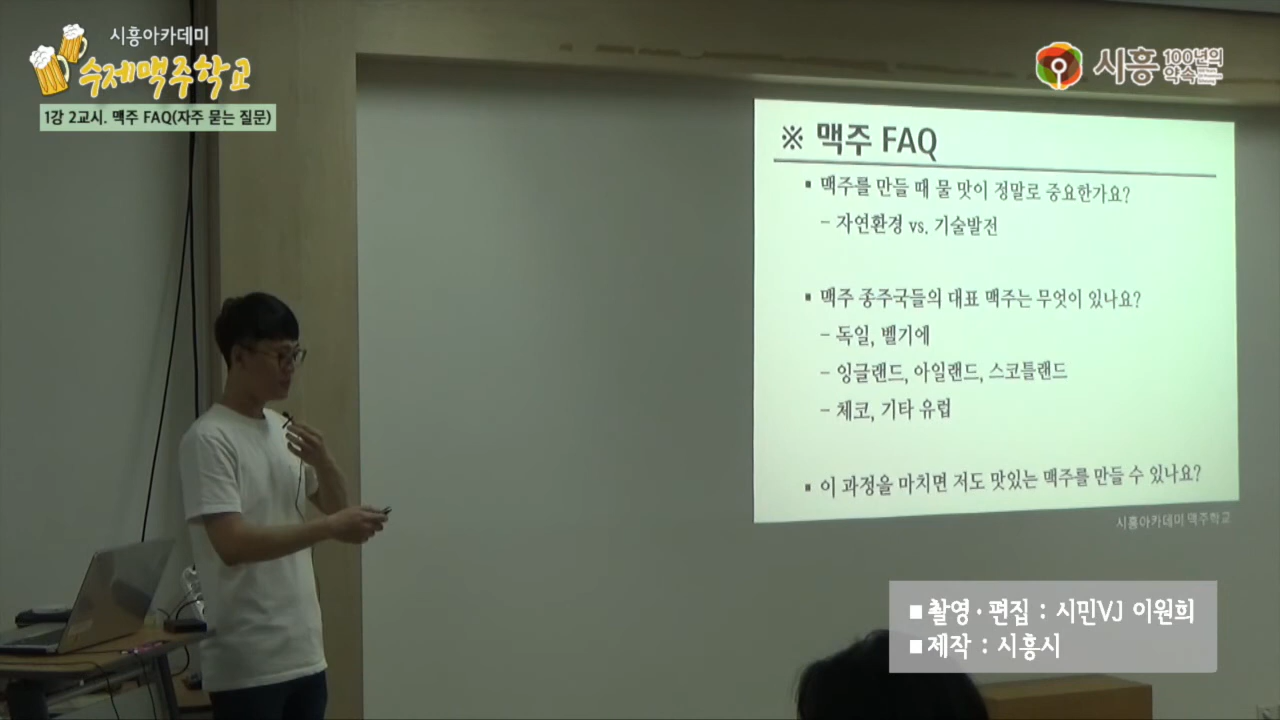 시흥아카데미
수제맥주학교
1강 2교시. 맥주 FAQ(자주 묻는 질문)
시흥 100년의 약속
※ 맥주 FAQ
▪ 맥주를 만들 때 물 맛이 정말로 중요한가요?
– 자연환경 vs. 기술발전
▪ 맥주 종주국들의 대표 맥주는 무엇이 있나요?
– 독일, 벨기에
– 잉글랜드, 아일랜드, 스코틀랜드
– 체코, 기타 유럽
▪ 이 과정을 마치면 저도 맛있는 맥주를 만들 수 있나요?
시흥아카데미 맥주학교
■ 촬영·편집 : 시민VJ 이원희
■ 제작 : 시흥시